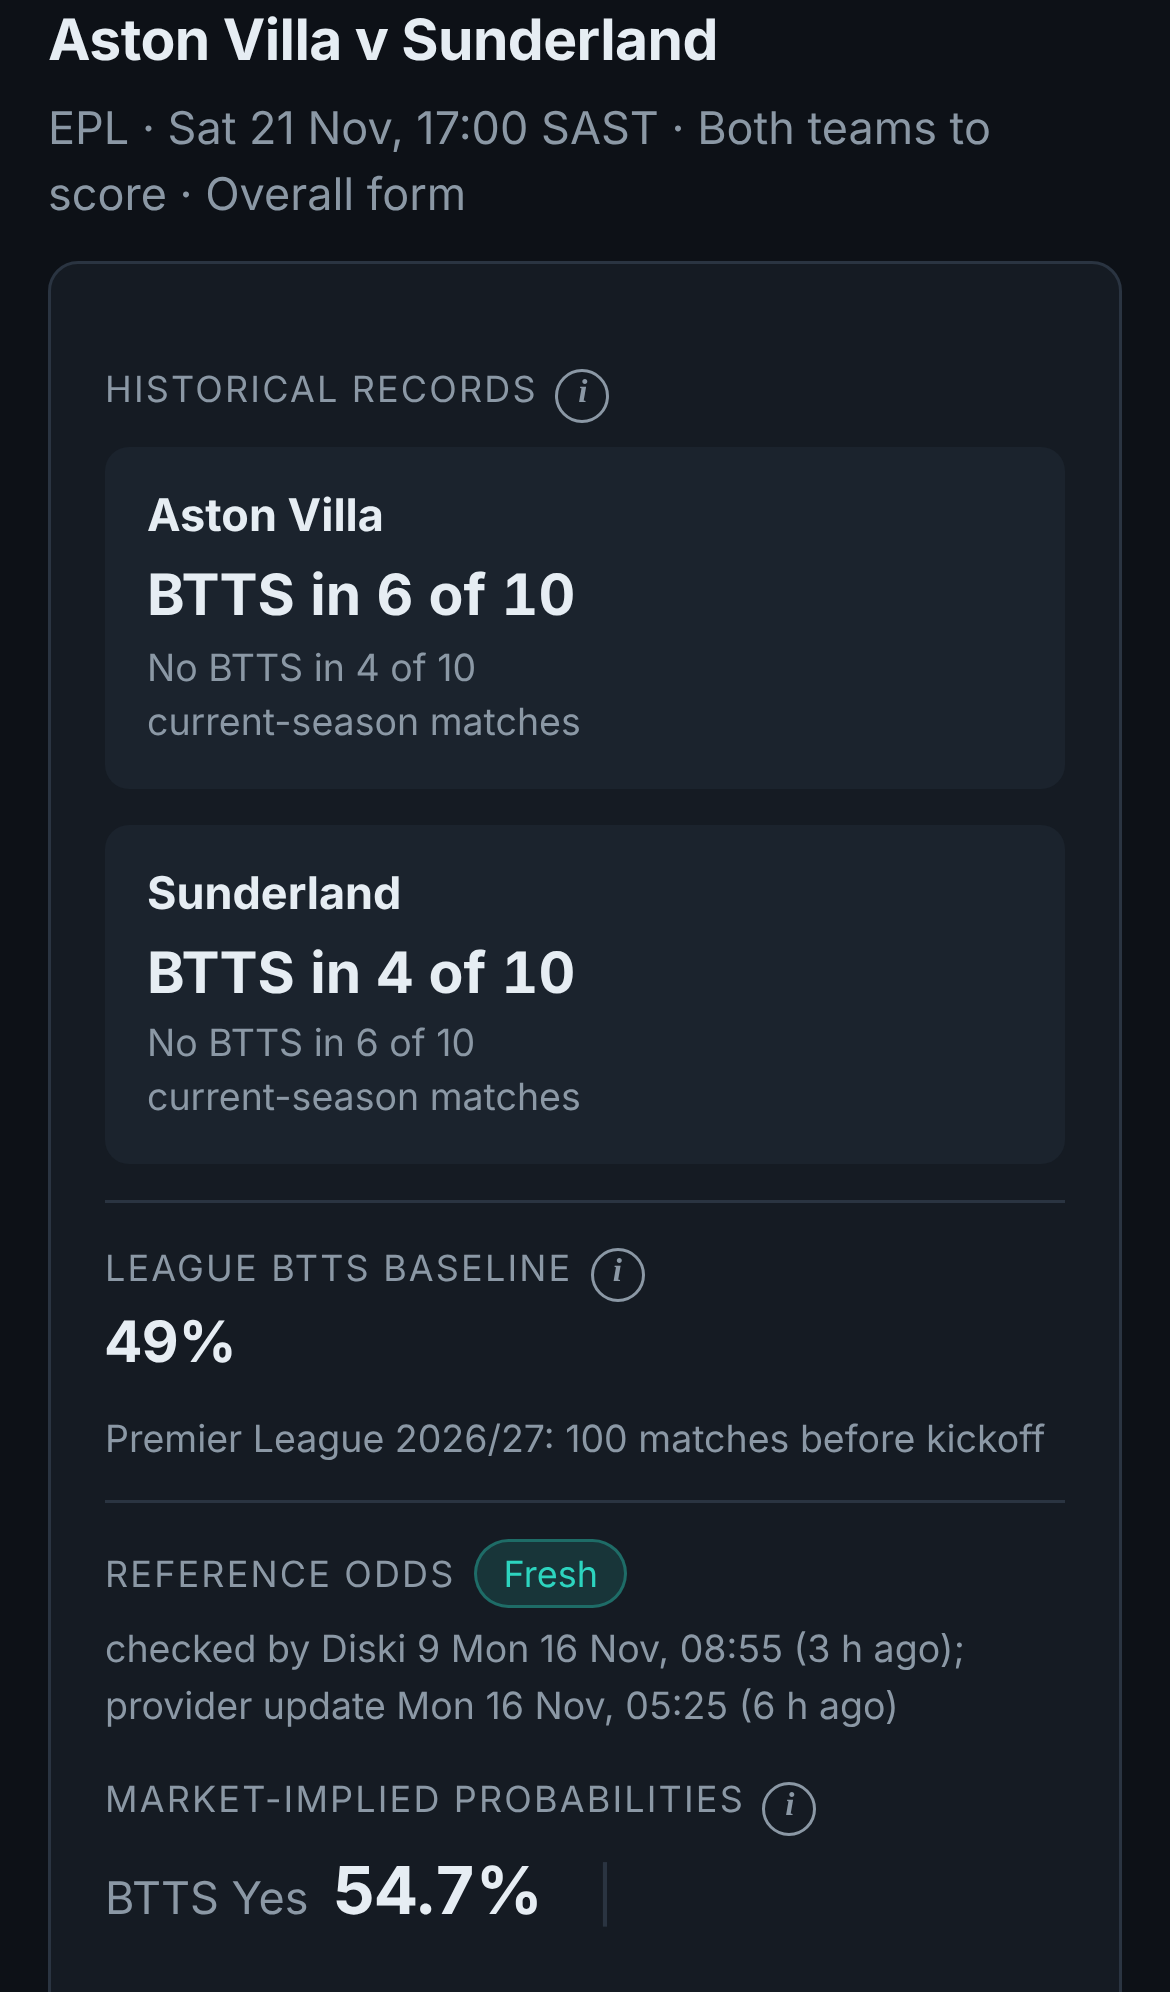 Aston Villa v Sunderland
EPL · Sat 21 Nov, 17:00 SAST · Both teams to
score · Overall form
HISTORICAL RECORDS i
Aston Villa
BTTS in 6 of 10
No BTTS in 4 of 10
current-season matches
Sunderland
BTTS in 4 of 10
No BTTS in 6 of 10
current-season matches
LEAGUE BTTS BASELINE i
49%
Premier League 2026/27: 100 matches before kickoff
REFERENCE ODDS Fresh
checked by Diski 9 Mon 16 Nov, 08:55 (3 h ago);
provider update Mon 16 Nov, 05:25 (6 h ago)
MARKET-IMPLIED PROBABILITIES i
BTTS Yes 54.7%